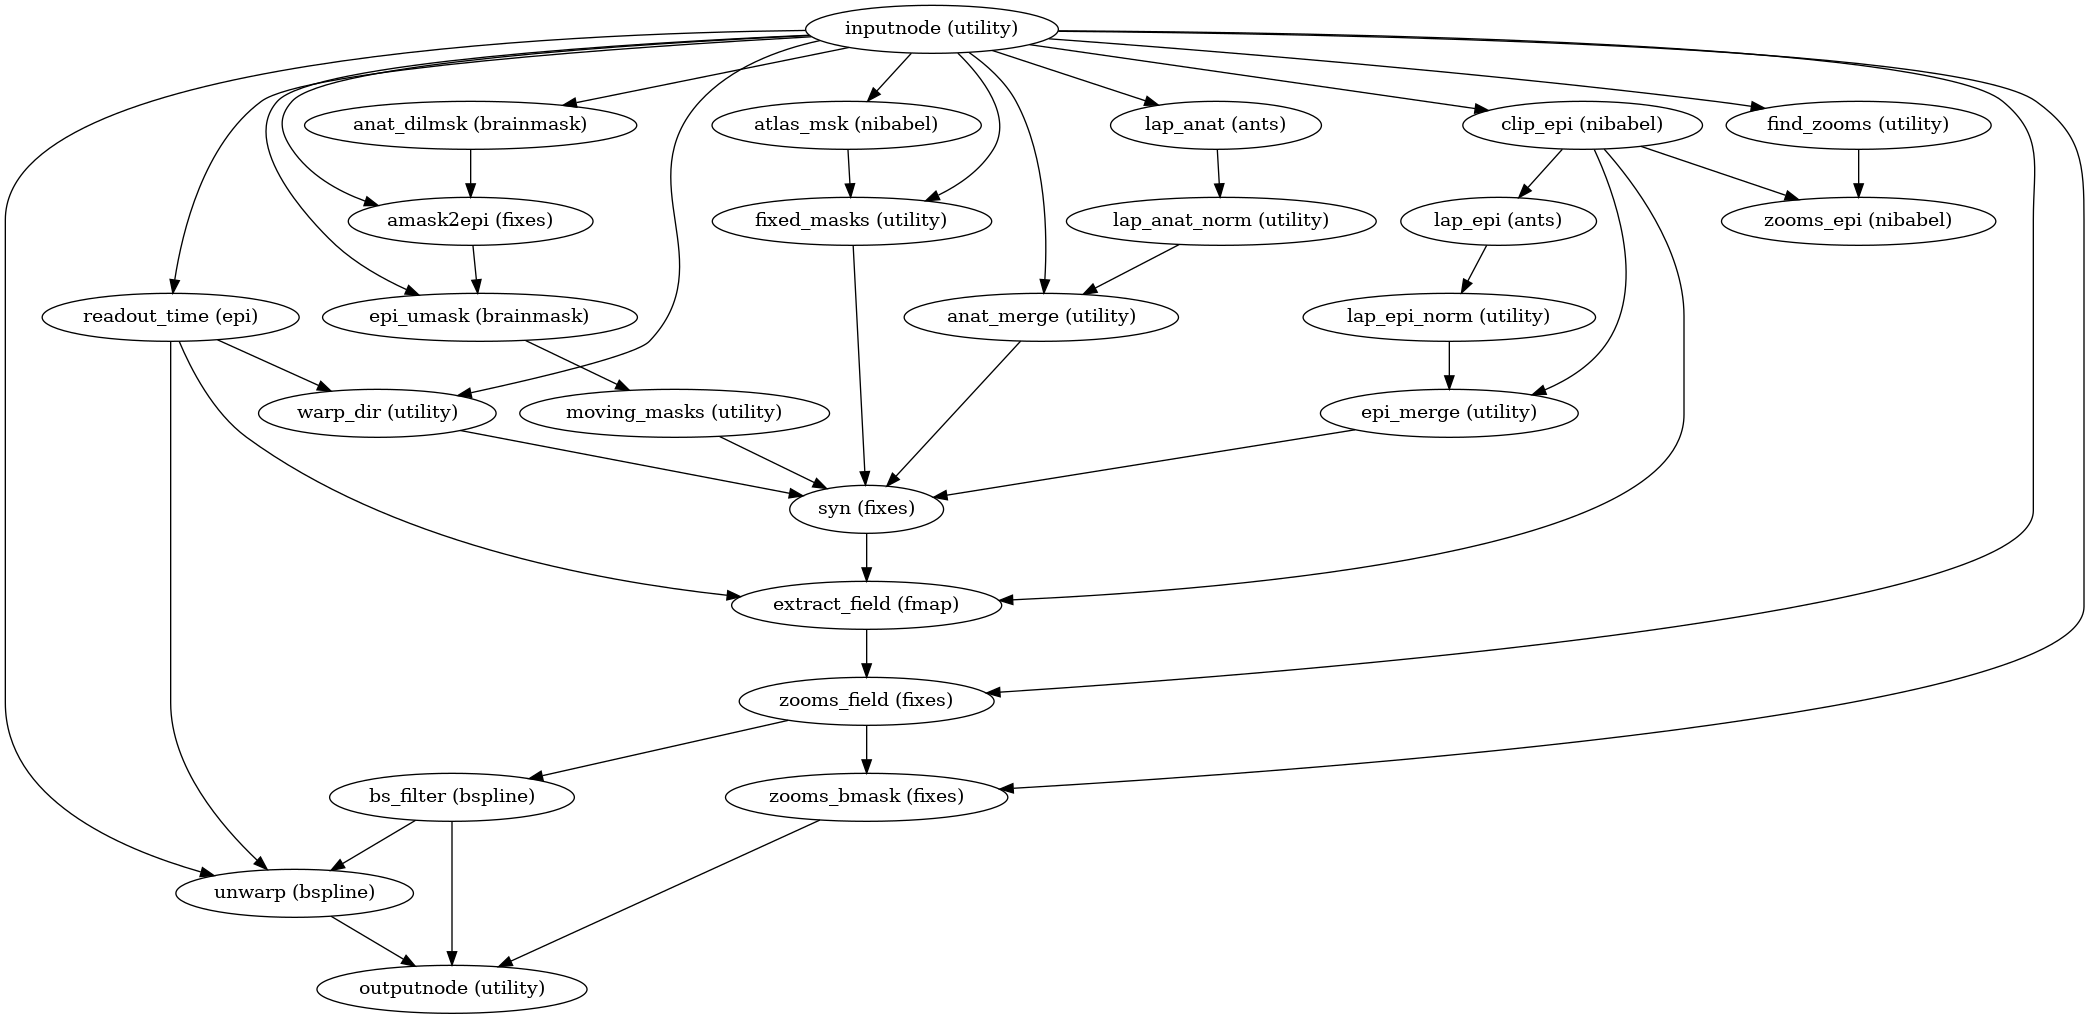 inputnode (utility)
anat_dilmsk (brainmask)
atlas_msk (nibabel)
lap_anat (ants)
clip_epi (nibabel)
find_zooms (utility)
amask2epi (fixes)
fixed_masks (utility)
lap_anat_norm (utility)
lap_epi (ants)
zooms_epi (nibabel)
readout_time (epi)
epi_umask (brainmask)
anat_merge (utility)
lap_epi_norm (utility)
warp_dir (utility)
moving_masks (utility)
epi_merge (utility)
syn (fixes)
extract_field (fmap)
zooms_field (fixes)
bs_filter (bspline)
zooms_bmask (fixes)
unwarp (bspline)
outputnode (utility)